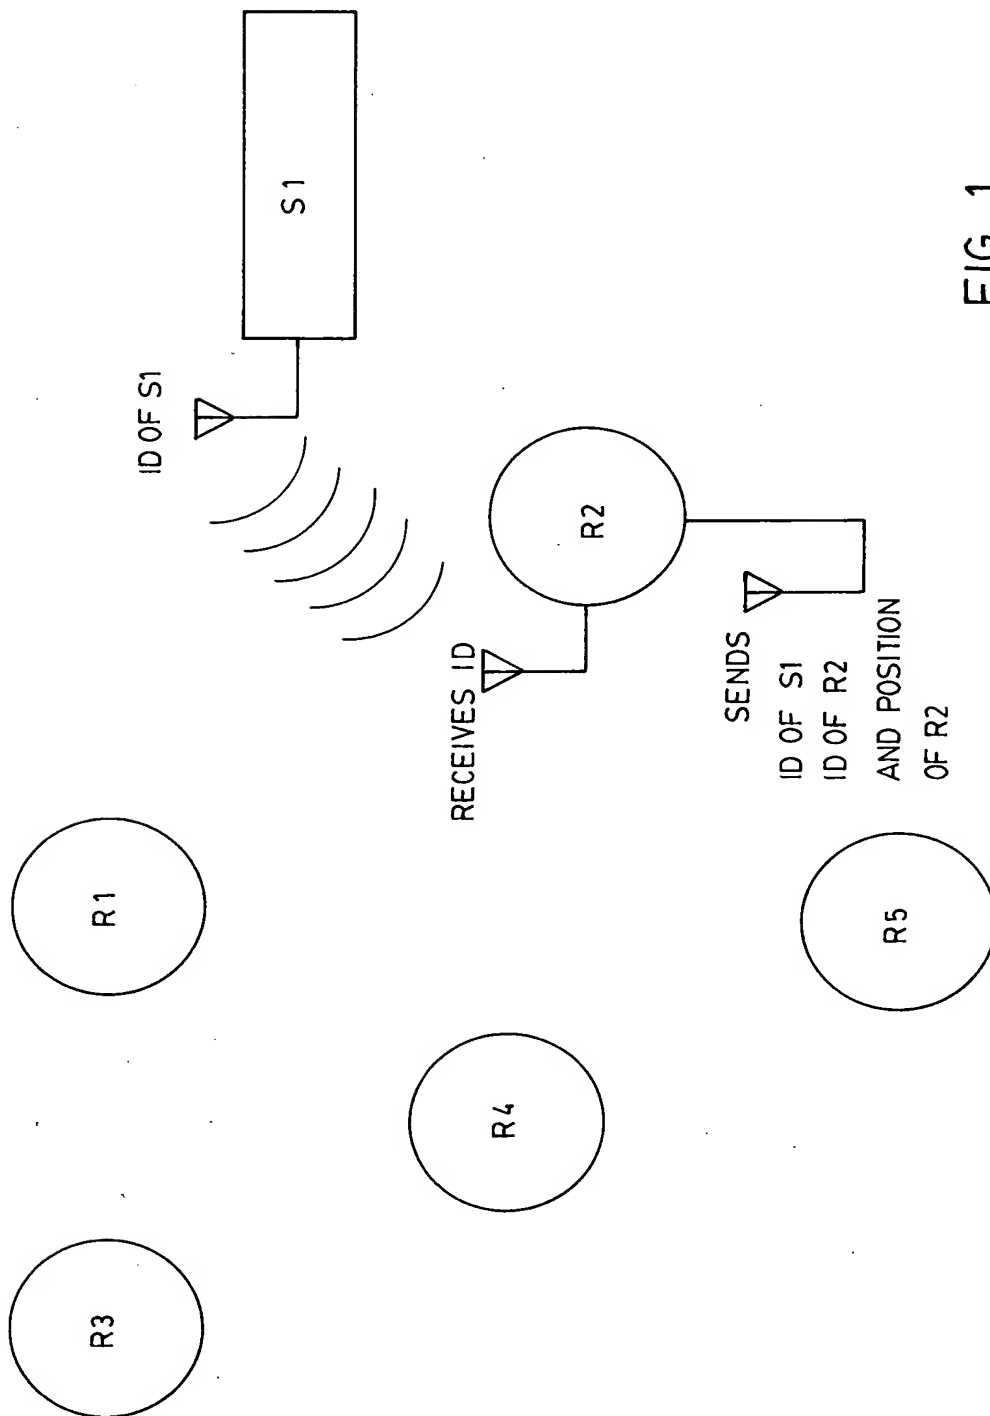 R3
R1
R4
RECEIVES ID
ID OF S1
S1
R2
R5
SENDS
ID OF S1
ID OF R2
AND POSITION
OF R2
FIG. 1